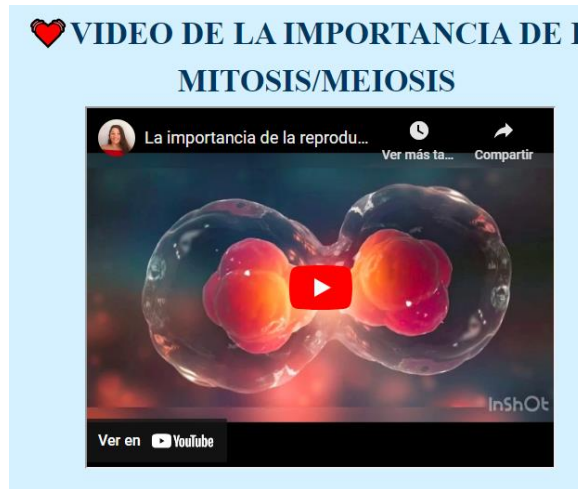 VIDEO DE LA IMPORTANCIA DE
MITOSIS/MEIOSIS
La importancia de la reprodu...
Ver más ta...
Compartir
InShOt
Ver en YouTube